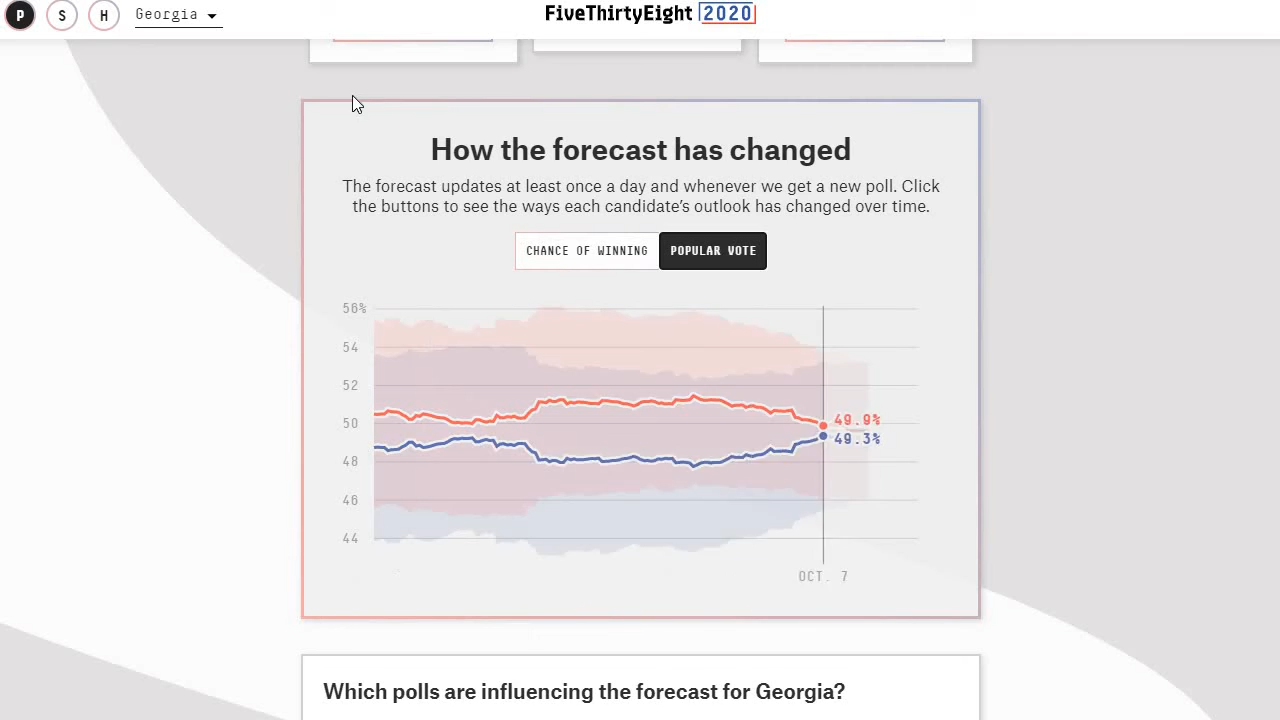 P S H Georgia
FiveThirtyEight 2020
How the forecast has changed
The forecast updates at least once a day and whenever we get a new poll. Click
the buttons to see the ways each candidate's outlook has changed over time.
CHANCE OF WINNING POPULAR VOTE
56%
54
52
50
48
46
44
49.9%
49.3%
OCT. 7
Which polls are influencing the forecast for Georgia?